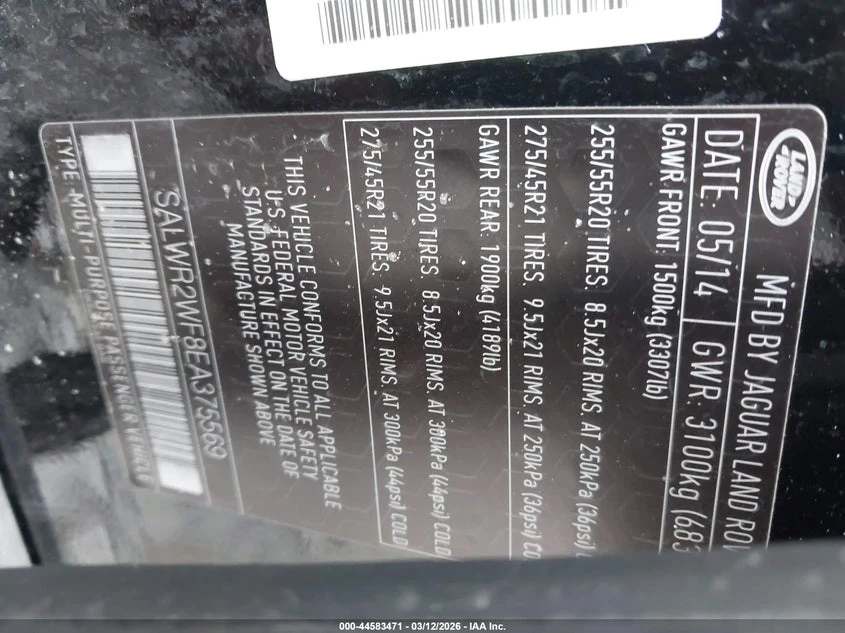 LAND
ROVER
MFD BY JAGUAR LAND
DATE: 05/14 GWR: 3100kg
GAWR FRONT: 1500kg (3307lb)
255/55R20 TIRES. 8.5Jx20 RIMS. AT 250kPa (36psi)
275/45R21 TIRES. 9.5Jx21 RIMS. AT 250kPa (36psi)
GAWR REAR: 1900kg (4189lb)
255/55R20 TIRES. 8.5Jx20 RIMS. AT 300kPa (44psi) COLD
275/45R21 TIRES. 9.5Jx21 RIMS. AT 300kPa (44psi) COLD
THIS VEHICLE CONFORMS TO ALL APPLICABLE
U.S. FEDERAL MOTOR VEHICLE SAFETY
STANDARDS IN EFFECT ON THE DATE OF
MANUFACTURE SHOWN ABOVE
SALWR2WF8EA375569
TYPE: MULTI-PURPOSE PASSENGER VEHICLE
000-44583471 - 03/12/2026 - IAA Inc.